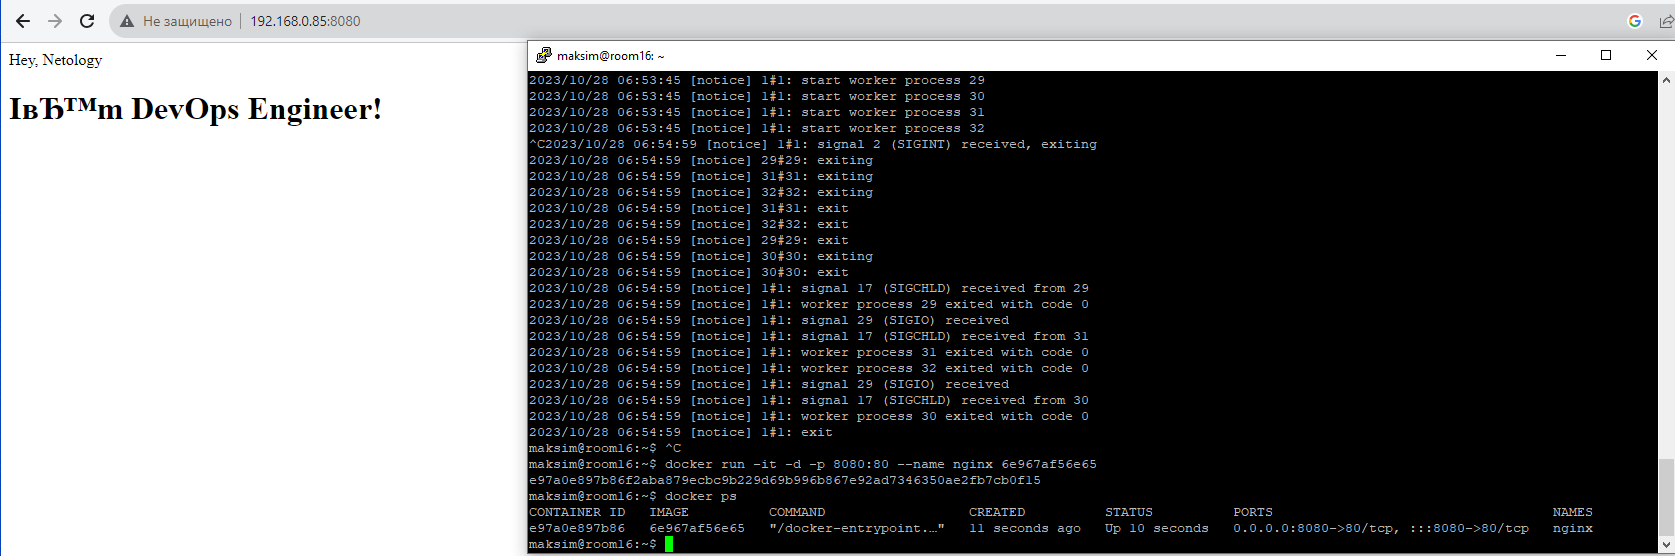 Не защищено 192.168.0.85:8080
Hey, Netology
IвЂ™m DevOps Engineer!
maksim@room16: ~
2023/10/28 06:53:45 [notice] 1#1: start worker process 29
2023/10/28 06:53:45 [notice] 1#1: start worker process 30
2023/10/28 06:53:45 [notice] 1#1: start worker process 31
2023/10/28 06:53:45 [notice] 1#1: start worker process 32
^C2023/10/28 06:54:59 [notice] 1#1: signal 2 (SIGINT) received, exiting
2023/10/28 06:54:59 [notice] 29#29: exiting
2023/10/28 06:54:59 [notice] 31#31: exiting
2023/10/28 06:54:59 [notice] 32#32: exiting
2023/10/28 06:54:59 [notice] 31#31: exit
2023/10/28 06:54:59 [notice] 32#32: exit
2023/10/28 06:54:59 [notice] 29#29: exit
2023/10/28 06:54:59 [notice] 30#30: exiting
2023/10/28 06:54:59 [notice] 30#30: exit
2023/10/28 06:54:59 [notice] 1#1: signal 17 (SIGCHLD) received from 29
2023/10/28 06:54:59 [notice] 1#1: worker process 29 exited with code 0
2023/10/28 06:54:59 [notice] 1#1: signal 29 (SIGIO) received
2023/10/28 06:54:59 [notice] 1#1: signal 17 (SIGCHLD) received from 31
2023/10/28 06:54:59 [notice] 1#1: worker process 31 exited with code 0
2023/10/28 06:54:59 [notice] 1#1: worker process 32 exited with code 0
2023/10/28 06:54:59 [notice] 1#1: signal 29 (SIGIO) received
2023/10/28 06:54:59 [notice] 1#1: signal 17 (SIGCHLD) received from 30
2023/10/28 06:54:59 [notice] 1#1: worker process 30 exited with code 0
2023/10/28 06:54:59 [notice] 1#1: exit
maksim@room16:~$ ^C
maksim@room16:~$ docker run -it -d -p 8080:80 --name nginx 6e967af56e65
e97a0e897b86f2aba879ecbc9b229d69b996b867e92ad7346350ae2fb7cb0f15
maksim@room16:~$ docker ps
CONTAINER ID IMAGE COMMAND CREATED STATUS PORTS NAMES
e97a0e897b86 6e967af56e65 "/docker-entrypoint.…" 11 seconds ago Up 10 seconds 0.0.0.0:8080->80/tcp, :::8080->80/tcp nginx
maksim@room16:~$